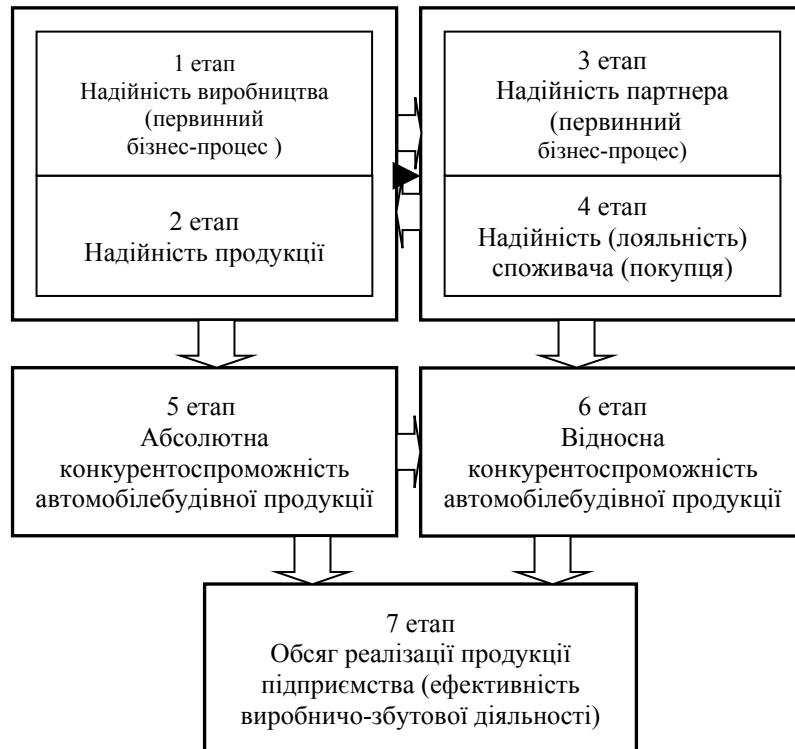 1 етап
Надійність виробництва
(первинний
бізнес-процес )
2 етап
Надійність продукції
3 етап
Надійність партнера
(первинний
бізнес-процес)
4 етап
Надійність (лояльність)
споживача (покупця)
5 етап
Абсолютна
конкурентоспроможність
автомобілебудівної продукції
6 етап
Відносна
конкурентоспроможність
автомобілебудівної продукції
7 етап
Обсяг реалізації продукції
підприємства (ефективність
виробничо-збутової діяльності)